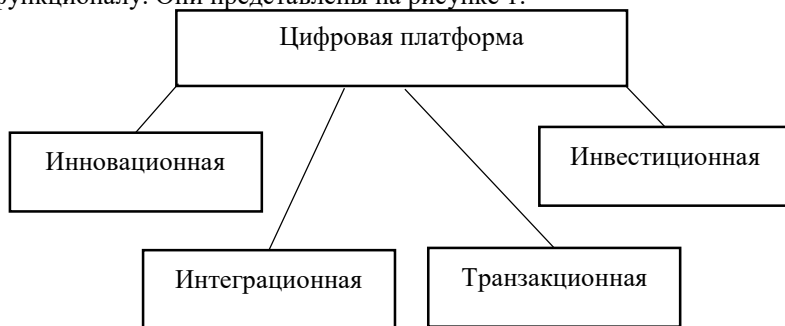 функционалу. Они представлены на рисунке 1.
Цифровая платформа
Инновационная
Инвестиционная
Интеграционная
Транзакционная